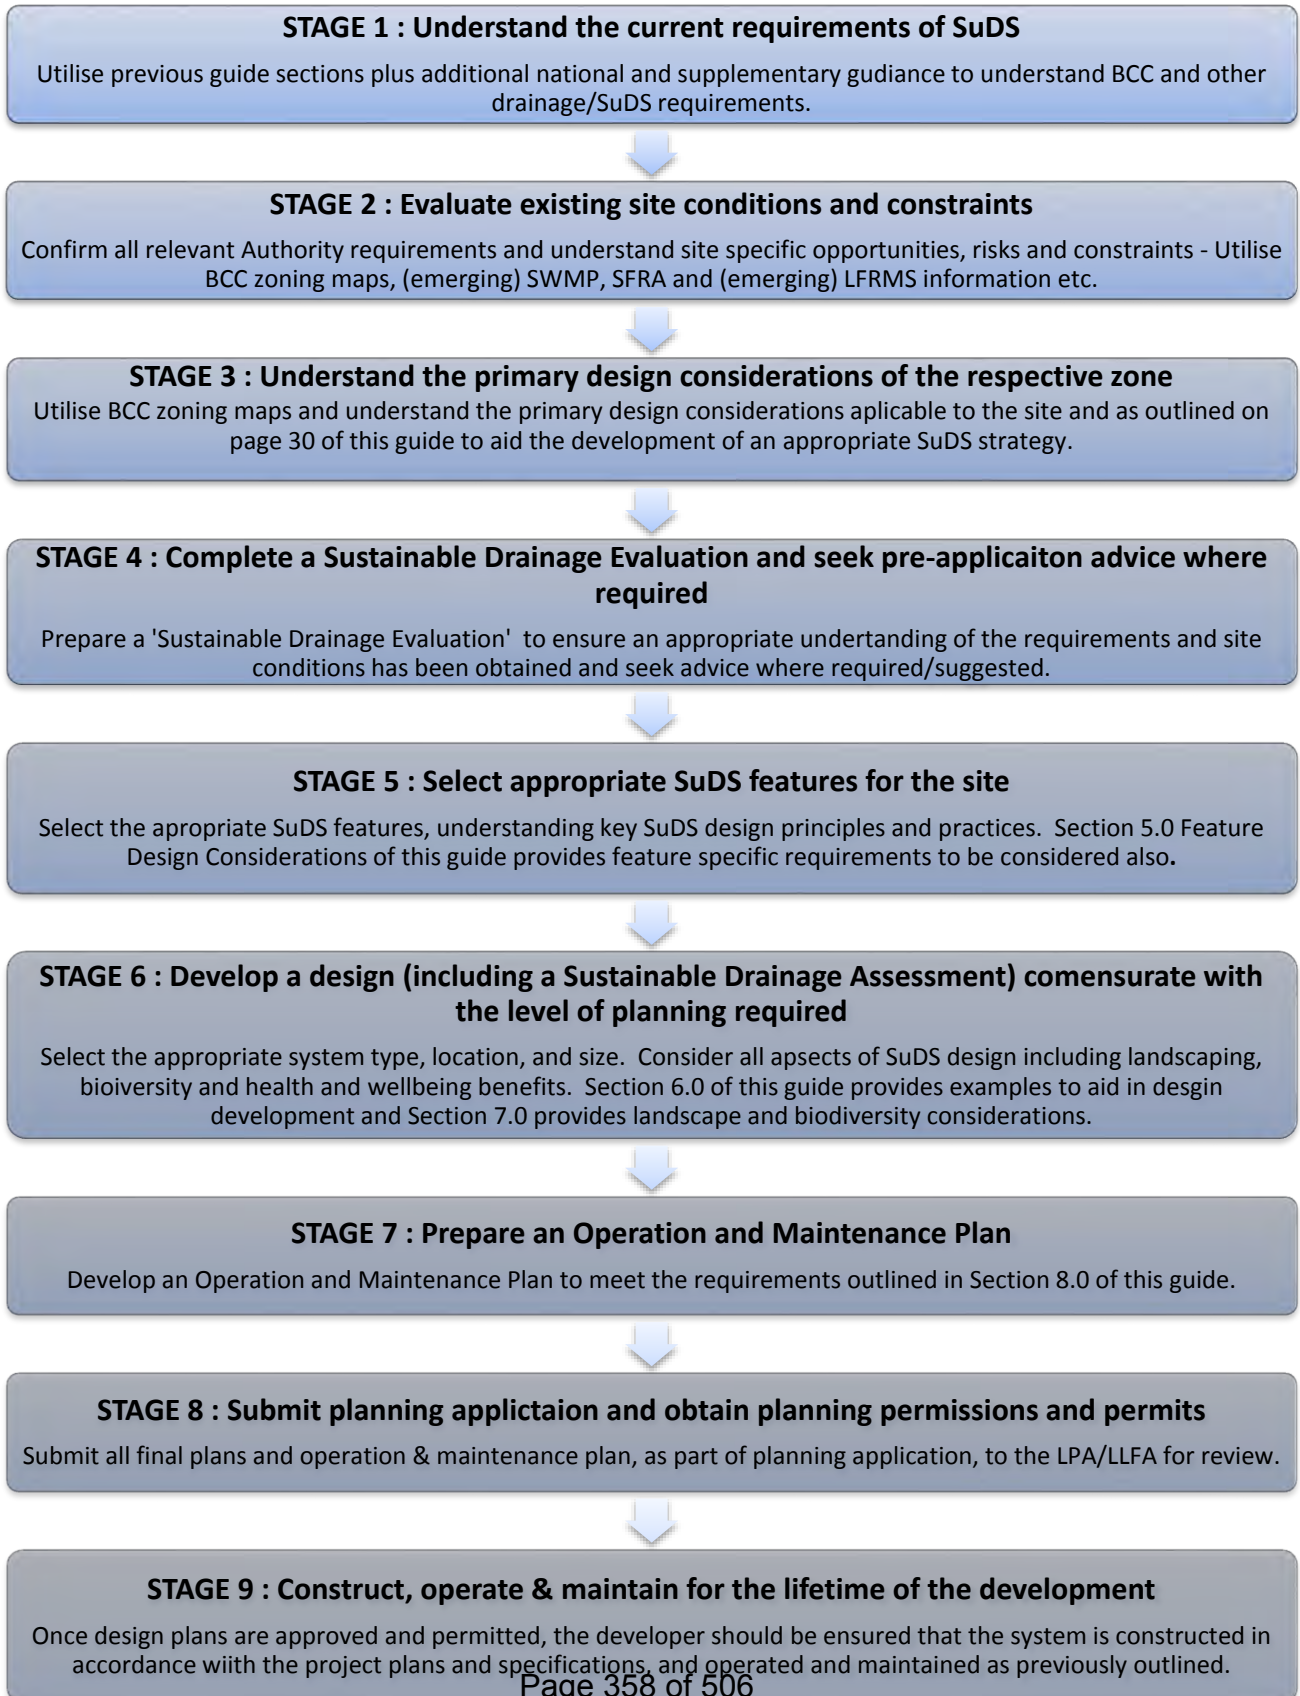 STAGE 1 : Understand the current requirements of SuDS
Utilise previous guide sections plus additional national and supplementary gudiance to understand BCC and other
drainage/SuDS requirements.
STAGE 2 : Evaluate existing site conditions and constraints
Confirm all relevant Authority requirements and understand site specific opportunities, risks and constraints - Utilise
BCC zoning maps, (emerging) SWMP, SFRA and (emerging) LFRMS information etc.
STAGE 3 : Understand the primary design considerations of the respective zone
Utilise BCC zoning maps and understand the primary design considerations aplicable to the site and as outlined on
page 30 of this guide to aid the development of an appropriate SuDS strategy.
STAGE 4 : Complete a Sustainable Drainage Evaluation and seek pre-applicaiton advice where
required
Prepare a 'Sustainable Drainage Evaluation'  to ensure an appropriate undertanding of the requirements and site
conditions has been obtained and seek advice where required/suggested.
STAGE 5 : Select appropriate SuDS features for the site
Select the apropriate SuDS features, understanding key SuDS design principles and practices.  Section 5.0 Feature
Design Considerations of this guide provides feature specific requirements to be considered also.
STAGE 6 : Develop a design (including a Sustainable Drainage Assessment) comensurate with
the level of planning required
Select the appropriate system type, location, and size.  Consider all apsects of SuDS design including landscaping,
bioiversity and health and wellbeing benefits.  Section 6.0 of this guide provides examples to aid in desgin
development and Section 7.0 provides landscape and biodiversity considerations.
STAGE 7 : Prepare an Operation and Maintenance Plan
Develop an Operation and Maintenance Plan to meet the requirements outlined in Section 8.0 of this guide.
STAGE 8 : Submit planning applictaion and obtain planning permissions and permits
Submit all final plans and operation & maintenance plan, as part of planning application, to the LPA/LLFA for review.
STAGE 9 : Construct, operate & maintain for the lifetime of the development
Once design plans are approved and permitted, the developer should be ensured that the system is constructed in
accordance wiith the project plans and specifications, and operated and maintained as previously outlined.
Page 358 of 506